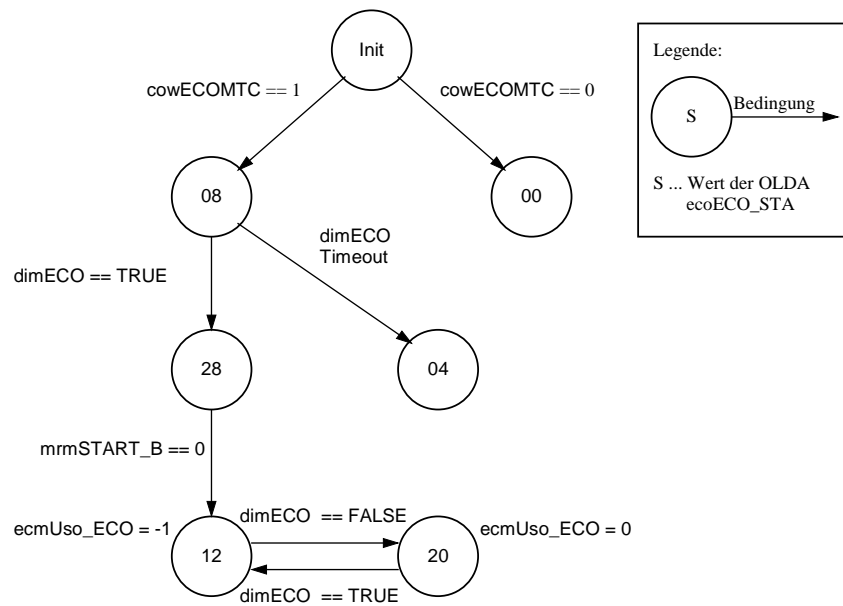 Init
Legende:
cowECOMTC == 1
cowECOMTC == 0
S
Bedingung
08
00
S ... Wert der OLDA
ecoECO_STA
dimECO
Timeout
dimECO == TRUE
28
04
mrmSTART_B == 0
ecmUso_ECO = -1
dimECO == FALSE
ecmUso_ECO = 0
12
20
dimECO == TRUE